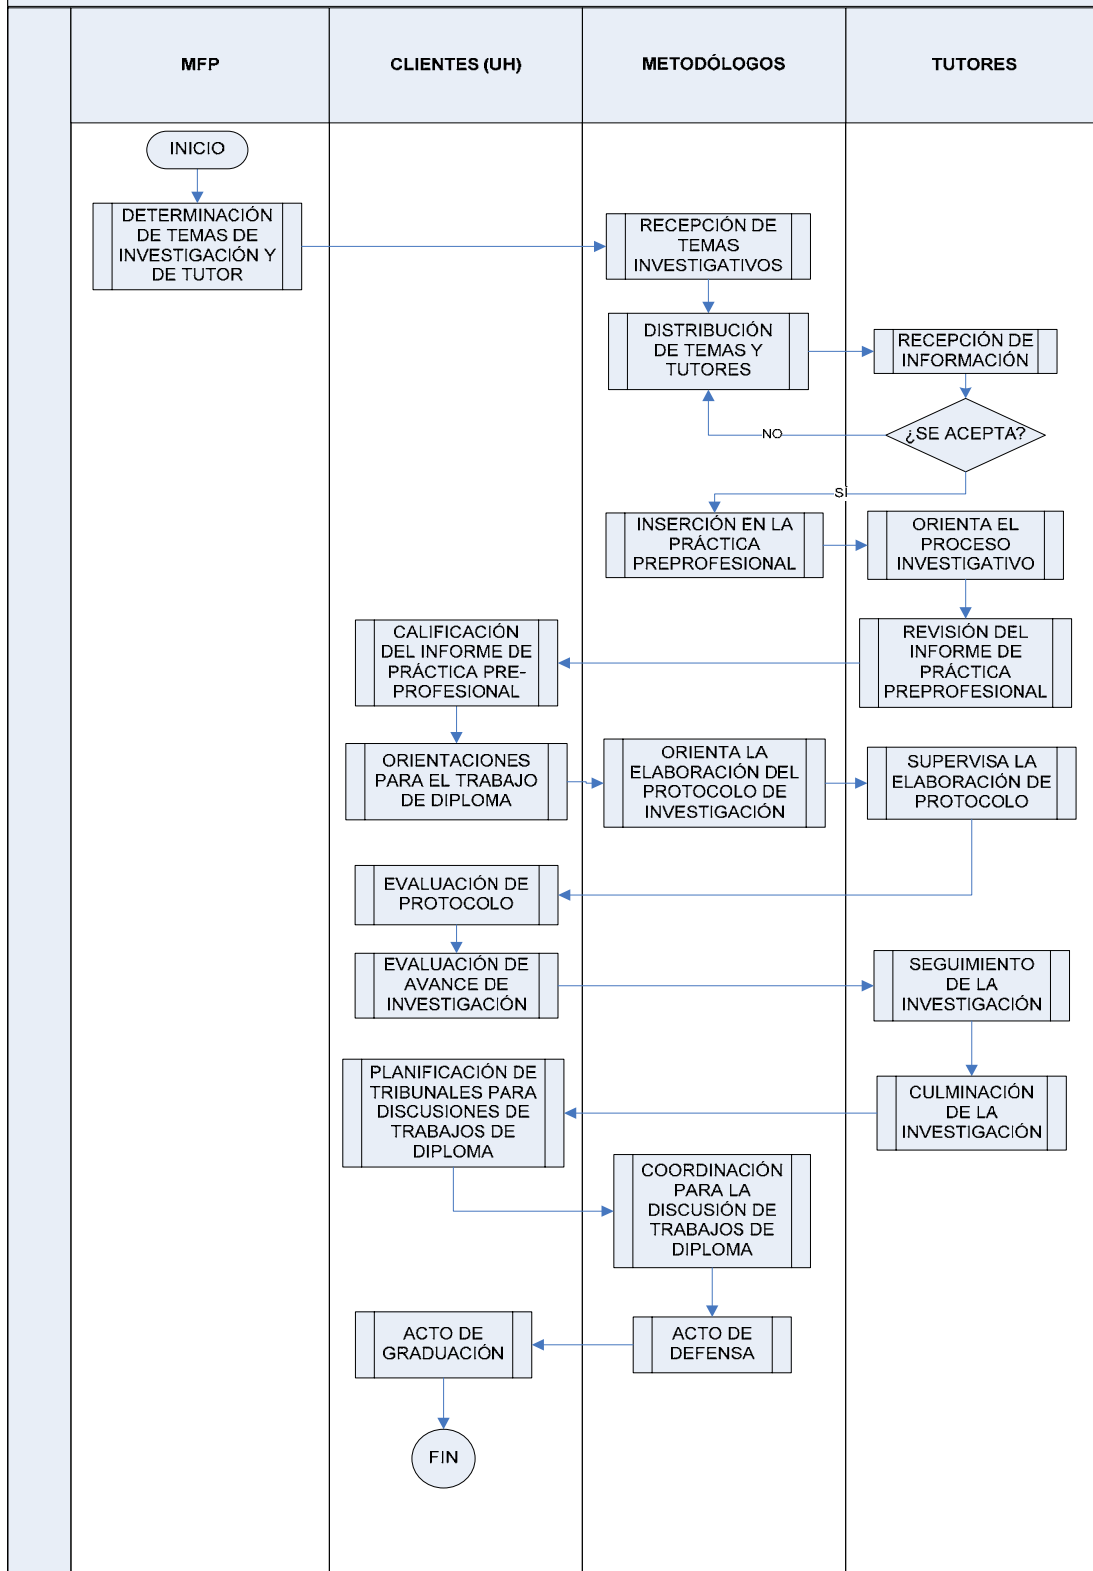 MFP
CLIENTES (UH)
METODÓLOGOS
TUTORES
INICIO
DETERMINACIÓN
DE TEMAS DE
INVESTIGACIÓN Y
DE TUTOR
RECEPCIÓN DE
TEMAS
INVESTIGATIVOS
DISTRIBUCIÓN
DE TEMAS Y
TUTORES
RECEPCIÓN DE
INFORMACIÓN
¿SE ACEPTA?
NO
SÍ
INSERCIÓN EN LA
PRÁCTICA
PREPROFESIONAL
ORIENTA EL
PROCESO
INVESTIGATIVO
CALIFICACIÓN
DEL INFORME DE
PRÁCTICA PRE-
PROFESIONAL
REVISIÓN DEL
INFORME DE
PRÁCTICA
PREPROFESIONAL
ORIENTACIONES
PARA EL TRABAJO
DE DIPLOMA
ORIENTA LA
ELABORACIÓN DEL
PROTOCOLO DE
INVESTIGACIÓN
SUPERVISA LA
ELABORACIÓN DE
PROTOCOLO
EVALUACIÓN DE
PROTOCOLO
EVALUACIÓN DE
AVANCE DE
INVESTIGACIÓN
SEGUIMIENTO
DE LA
INVESTIGACIÓN
PLANIFICACIÓN DE
TRIBUNALES PARA
DISCUSIONES DE
TRABAJOS DE
DIPLOMA
CULMINACIÓN
DE LA
INVESTIGACIÓN
COORDINACIÓN
PARA LA
DISCUSIÓN DE
TRABAJOS DE
DIPLOMA
ACTO DE
GRADUACIÓN
ACTO DE
DEFENSA
FIN